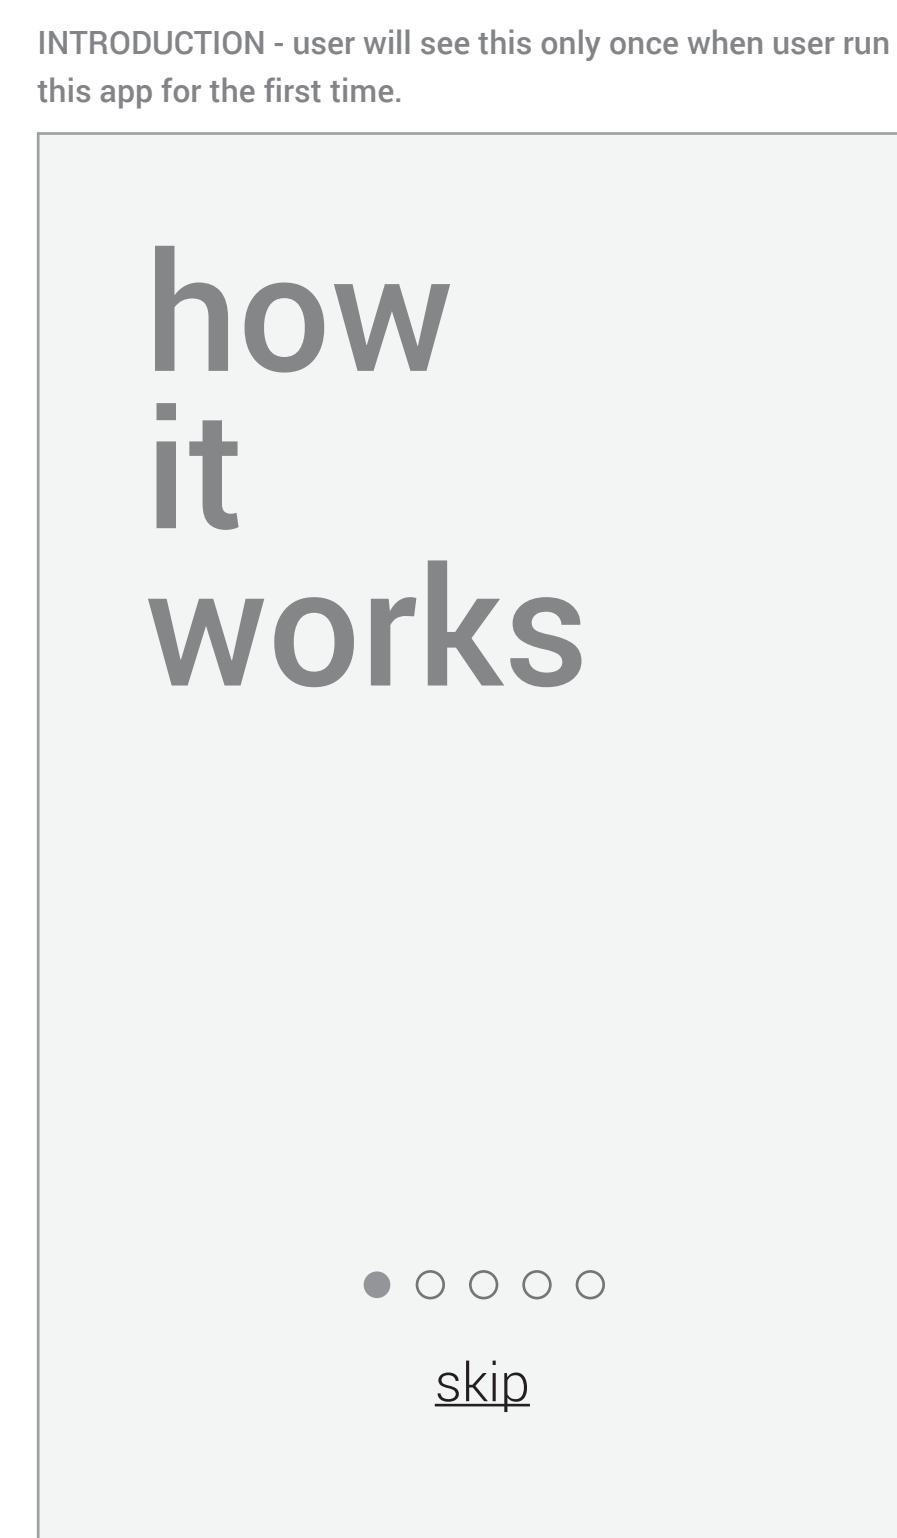 INTRODUCTION - user will see this only once when user run
this app for the first time.
how
it
works
skip